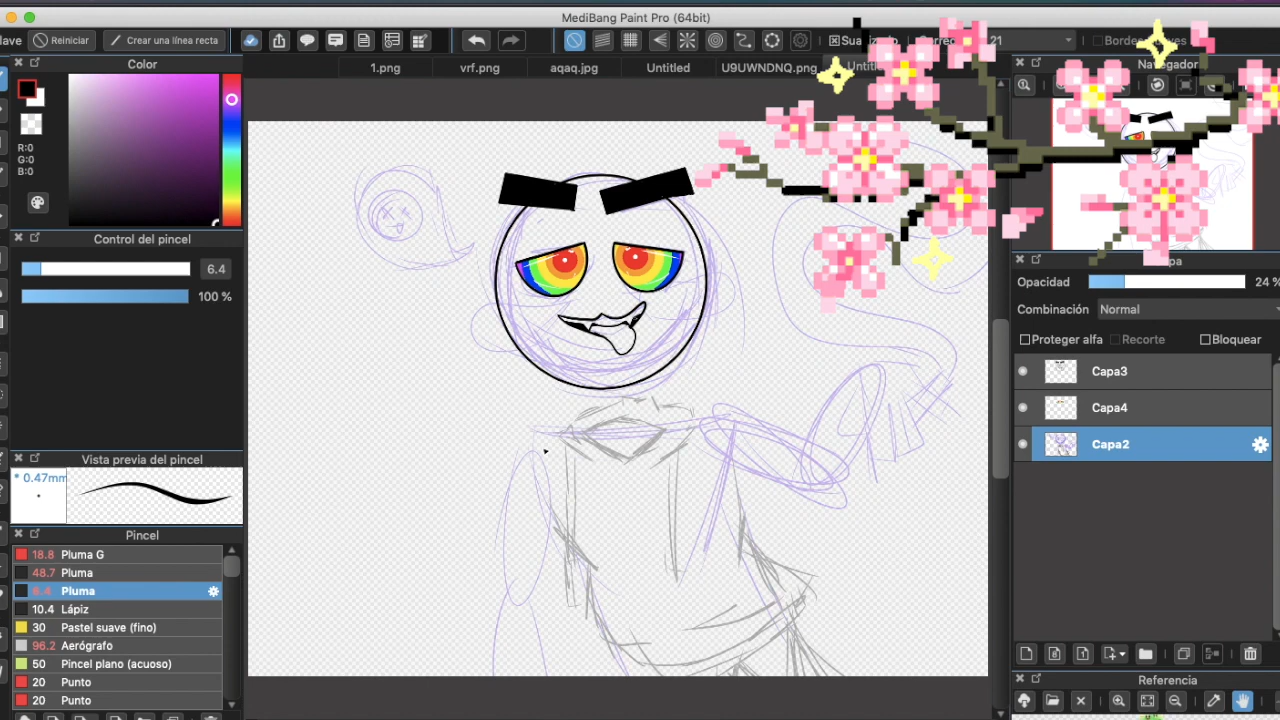 MediBang Paint Pro (64bit)
Reiniciar
Crear una línea recta
21
1.png
vrf.png
aqaq.jpg
Untitled
U9UWNDNQ.png
Color
R:0
G:0
B:0
Control del pincel
6.4
100 %
Vista previa del pincel
* 0.47mm
Pincel
18.8 Pluma G
48.7 Pluma
8.4 Pluma
10.4 Lápiz
30 Pastel suave (fino)
96.2 Aerógrafo
50 Pincel plano (acuoso)
20 Punto
20 Punto
Navegador
Opacidad
24 %
Combinación
Normal
Proteger alfa
Recorte
Bloquear
Capa3
Capa4
Capa2
Referencia